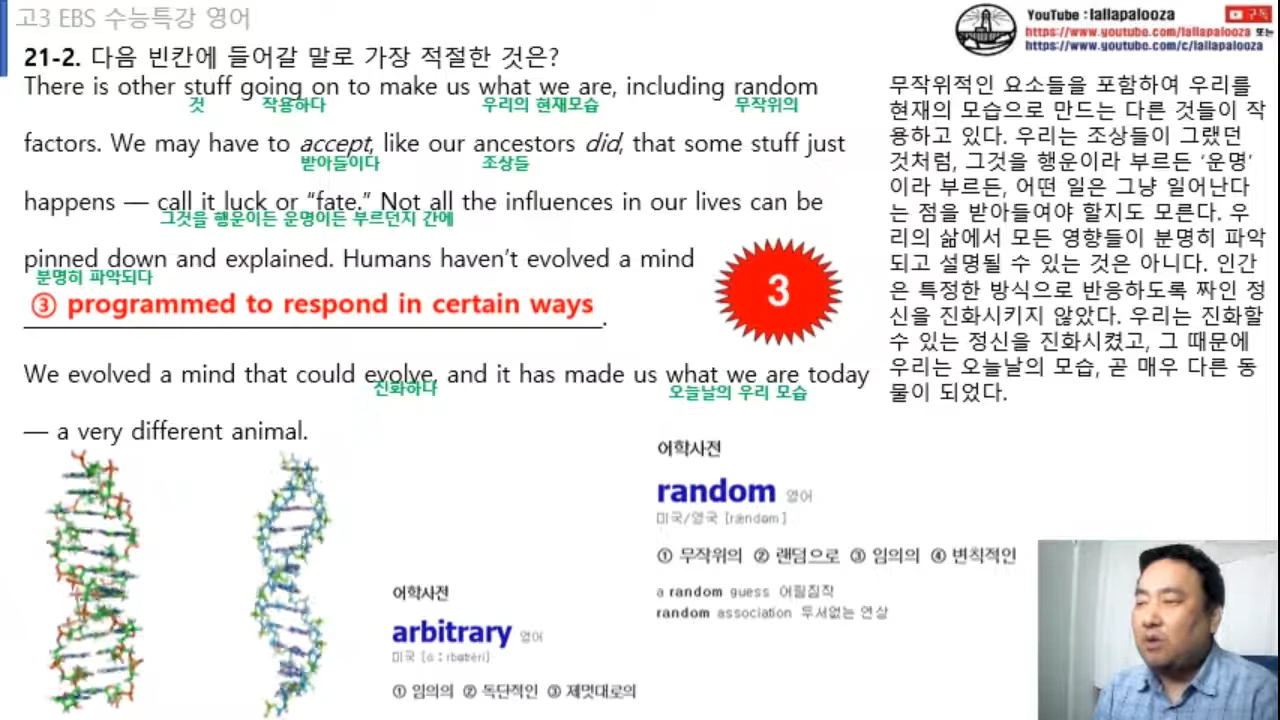 고3 EBS 수능특강 영어
YouTube : lallapalooza
구독
https://www.youtube.com/lallapalooza 또는
https://www.youtube.com/c/lallapalooza
21-2. 다음 빈칸에 들어갈 말로 가장 적절한 것은?
There is other stuff going on to make us what we are, including random
것 작용하다 우리의 현재모습 무작위의
factors. We may have to accept, like our ancestors did, that some stuff just
받아들이다 조상들
happens — call it luck or “fate.” Not all the influences in our lives can be
그것을 행운이든 운명이든 부르던지 간에
pinned down and explained. Humans haven’t evolved a mind
분명히 파악되다
③ programmed to respond in certain ways.
3
We evolved a mind that could evolve, and it has made us what we are today
진화하다 오늘날의 우리 모습
— a very different animal.
무작위적인 요소들을 포함하여 우리를
현재의 모습으로 만드는 다른 것들이 작
용하고 있다. 우리는 조상들이 그랬던
것처럼, 그것을 행운이라 부르든 ‘운명’
이라 부르든, 어떤 일은 그냥 일어난다
는 점을 받아들여야 할지도 모른다. 우
리의 삶에서 모든 영향들이 분명히 파악
되고 설명될 수 있는 것은 아니다. 인간
은 특정한 방식으로 반응하도록 짜인 정
신을 진화시키지 않았다. 우리는 진화할
수 있는 정신을 진화시켰고, 그 때문에
우리는 오늘날의 모습, 곧 매우 다른 동
물이 되었다.
어학사전
random 영어
미국/영국 [rændəm]
① 무작위의 ② 랜덤으로 ③ 임의의 ④ 변칙적인
a random guess 어림짐작
random association 두서없는 연상
어학사전
arbitrary 영어
미국
① 임의의 ② 독단적인 ③ 제멋대로의